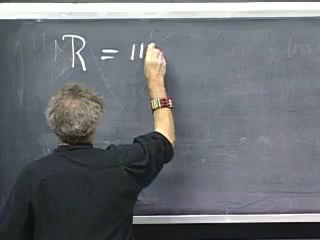 R = 11